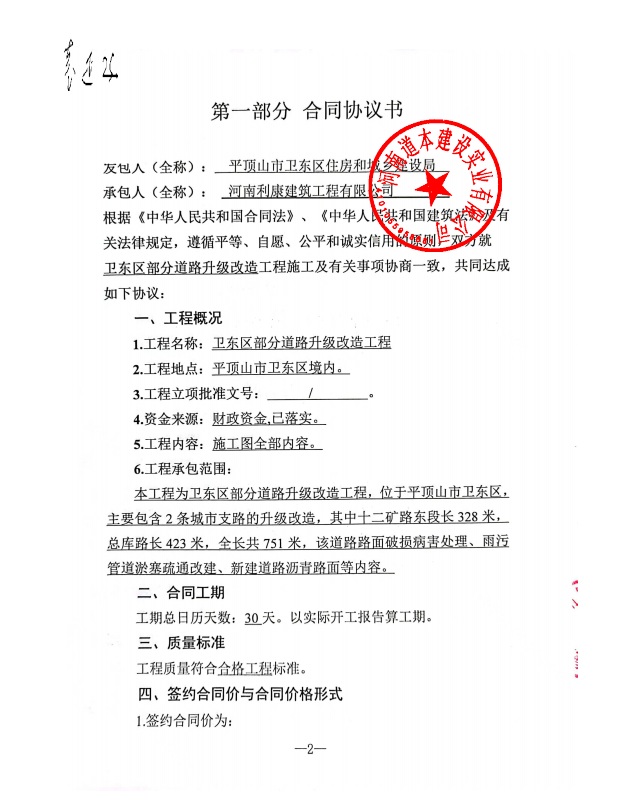 第一部分 合同协议书
发包人（全称）： 平顶山市卫东区住房和城乡建设局
承包人（全称）： 河南利康建筑工程有限公司
河南道本建设实业有限公司
根据《中华人民共和国合同法》、《中华人民共和国建筑法》及有
关法律规定，遵循平等、自愿、公平和诚实信用的原则，双方就
卫东区部分道路升级改造工程施工及有关事项协商一致，共同达成
如下协议：
一、工程概况
1.工程名称：卫东区部分道路升级改造工程
2.工程地点：平顶山市卫东区境内。
3.工程立项批准文号： / 。
4.资金来源：财政资金,已落实。
5.工程内容：施工图全部内容。
6.工程承包范围：
本工程为卫东区部分道路升级改造工程，位于平顶山市卫东区，
主要包含 2 条城市支路的升级改造，其中十二矿路东段长 328 米，
总库路长 423 米，全长共 751 米，该道路路面破损病害处理、雨污
管道淤塞疏通改建、新建道路沥青路面等内容。
二、合同工期
工期总日历天数：30 天。以实际开工报告算工期。
三、质量标准
工程质量符合合格工程标准。
四、签约合同价与合同价格形式
1.签约合同价为：
—2—